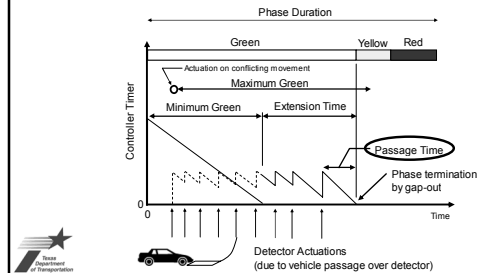 Phase Duration
Green Yellow Red
Actuation on conflicting movement
Maximum Green
Minimum Green Extension Time
Controller Timer
Passage Time
Phase termination
by gap-out
0
0 Time
Detector Actuations
(due to vehicle passage over detector)
Texas
Department
of Transportation